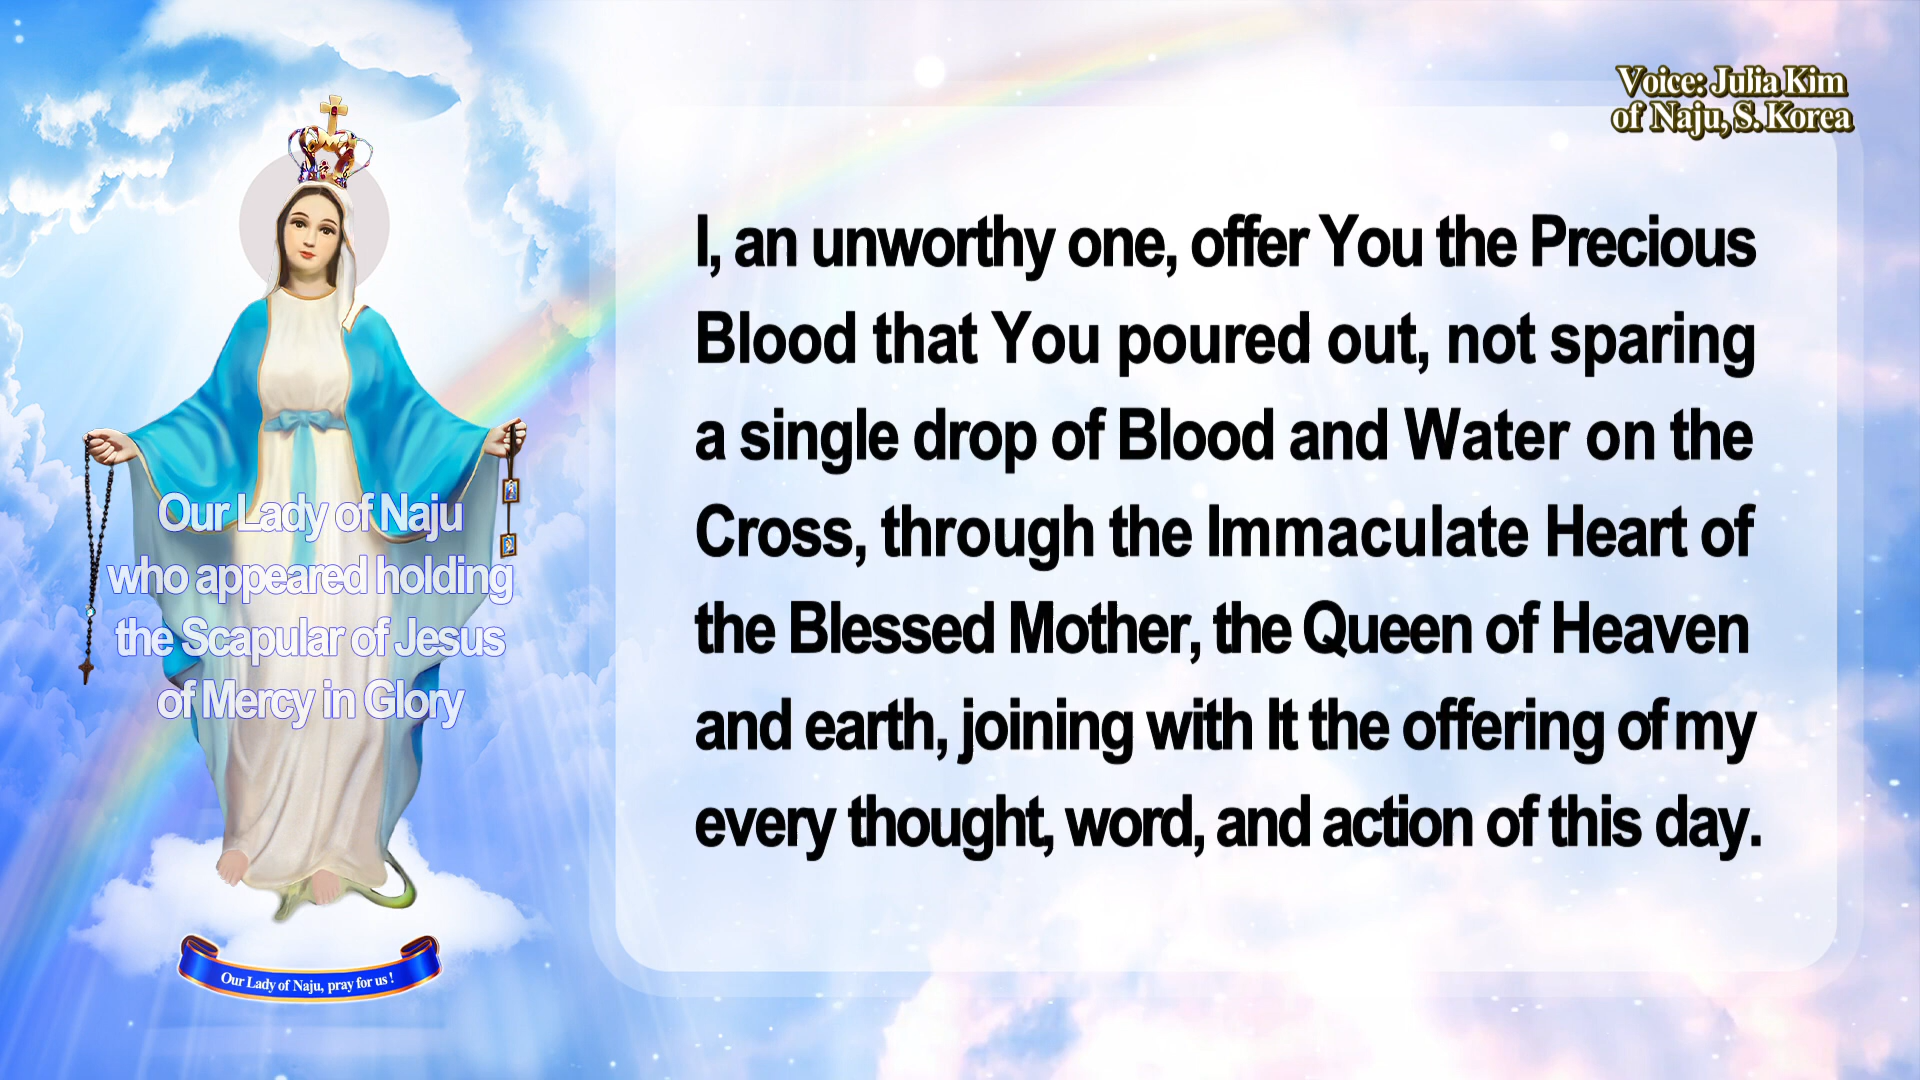 Voice: Julia Kim
of Naju, S. Korea
I, an unworthy one, offer You the Precious
Blood that You poured out, not sparing
a single drop of Blood and Water on the
Cross, through the Immaculate Heart of
the Blessed Mother, the Queen of Heaven
and earth, joining with It the offering of my
every thought, word, and action of this day.
Our Lady of Naju
who appeared holding
the Scapular of Jesus
of Mercy in Glory
Our Lady of Naju, pray for us !